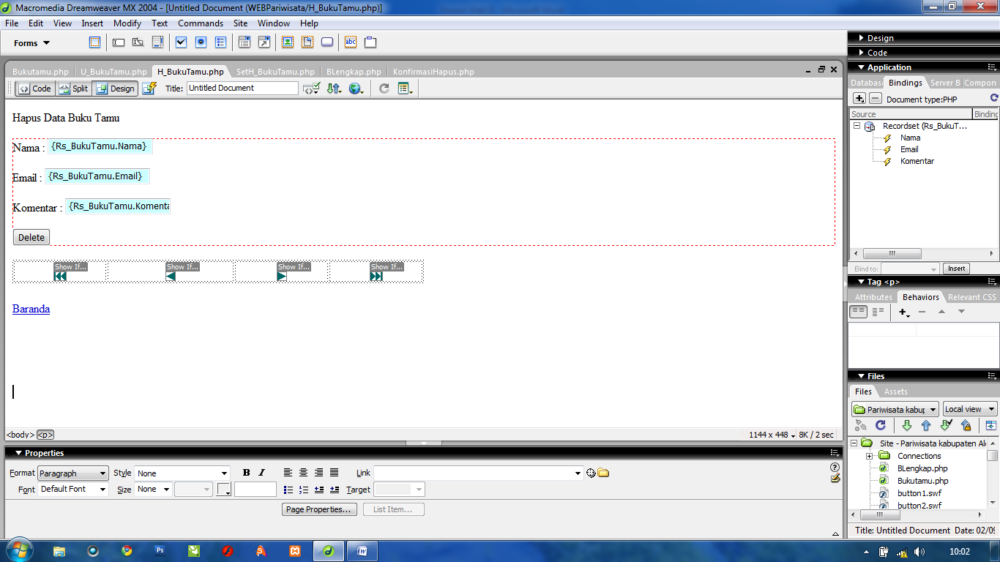 Macromedia Dreamweaver MX 2004 - [Untitled Document (WEBPariwisata/H_BukuTamu.php)]
File Edit View Insert Modify Text Commands Site Window Help
Forms
Bukutamu.php U_BukuTamu.php H_BukuTamu.php SetH_BukuTamu.php BLengkap.php KonfirmasiHapus.php
Code Split Design Title: Untitled Document
Hapus Data Buku Tamu
Nama : {Rs_BukuTamu.Nama}
Email : {Rs_BukuTamu.Email}
Komentar : {Rs_BukuTamu.Komenta
Delete
Show If... Show If... Show If... Show If...
Baranda
<body> <p>
1144 x 448 8K / 2 sec
Properties
Format Paragraph Style None B I Link
Font Default Font Size None Target
Page Properties... List Item...
Design
Code
Application
Databas Bindings Server B Compon
Document type:PHP
Source Binding
Recordset (Rs_BukuT...
Nama
Email
Komentar
Bind to: Insert
Tag <p>
Attributes Behaviors Relevant CSS
Files
Files Assets
Pariwisata kabup Local view
Site - Pariwisata kabupaten Al
Connections
BLengkap.php
Bukutamu.php
button1.swf
button2.swf
Title: Untitled Document Date: 02/09
abc
Ps
W
10:02